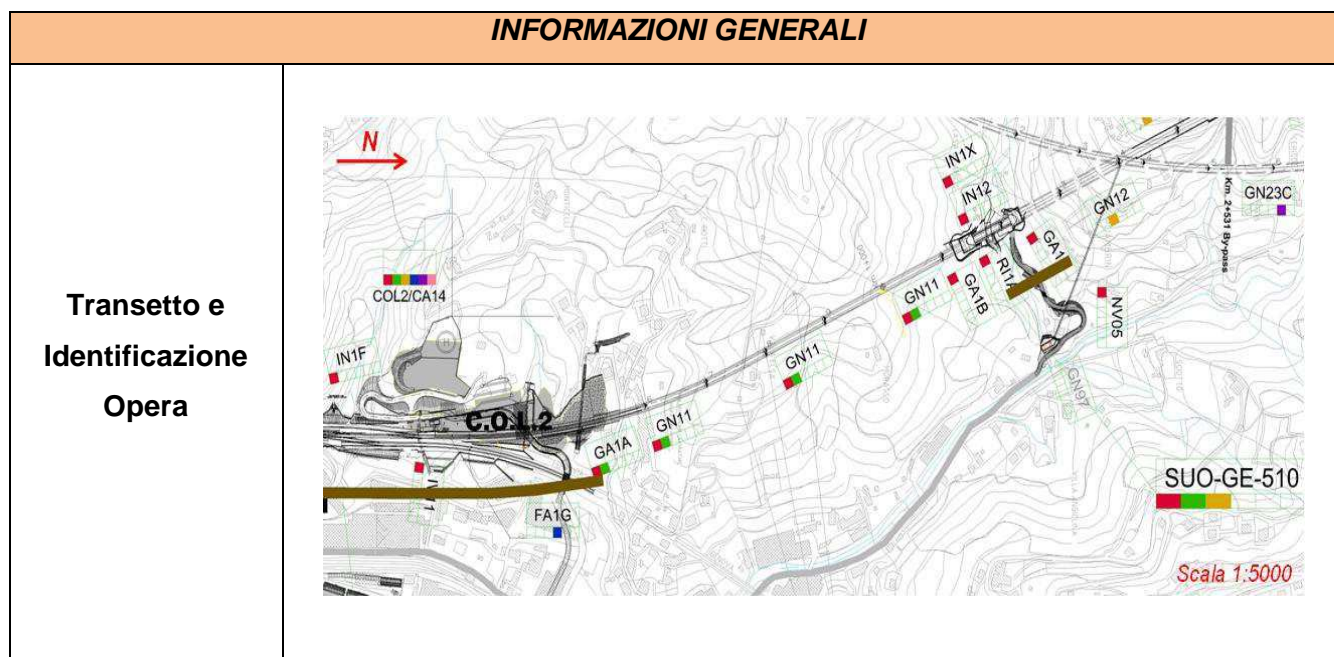 INFORMAZIONI GENERALI
Transetto e
Identificazione
Opera
N
IN1X
IN12
GN12
GN23C
Km. 2+531 By-pass
GA1
RI1A
GA1B
NV05
COL2/CA14
GN11
GN11
IN1F
GN97
C.O.L.2
GN11
GA1A
SUO-GE-510
FA1G
Scala 1:5000